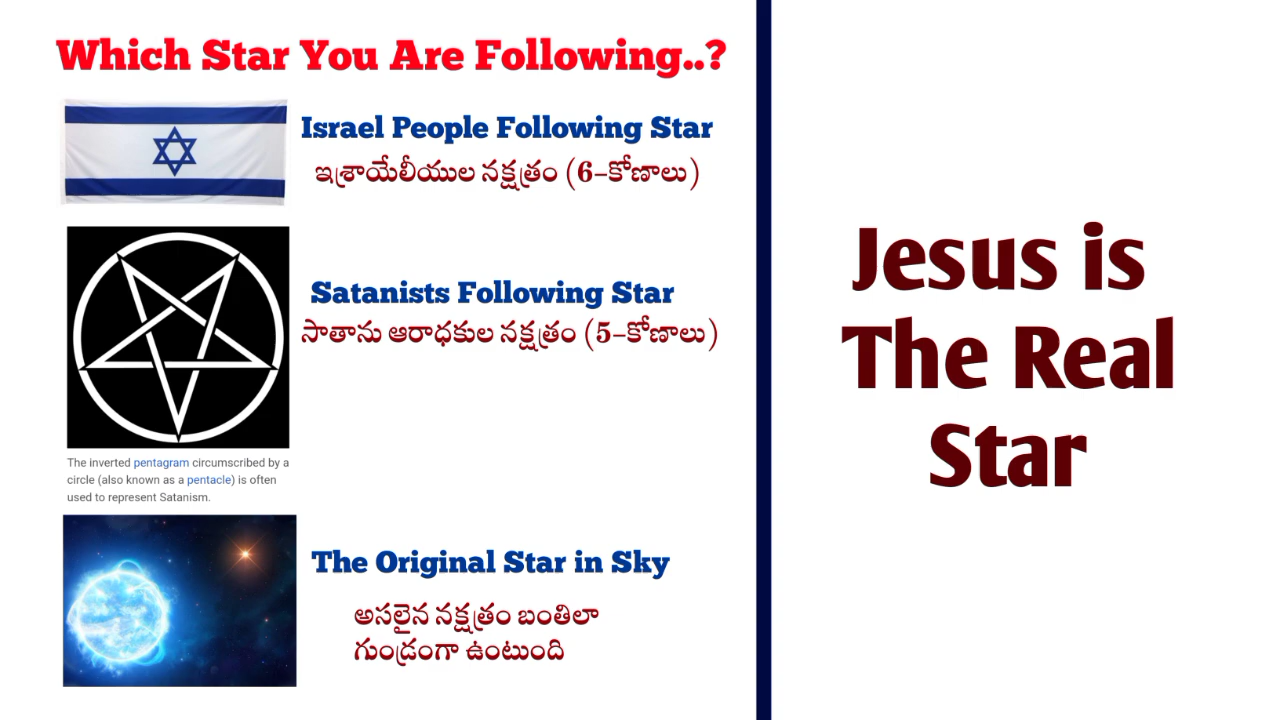 Which Star You Are Following..?
Israel People Following Star
ఇశ్రాయేలీయుల నక్షత్రం (6-కోణాలు)
Satanists Following Star
సాతాను ఆరాధకుల నక్షత్రం (5-కోణాలు)
The inverted pentagram circumscribed by a
circle (also known as a pentacle) is often
used to represent Satanism.
The Original Star in Sky
అసలైన నక్షత్రం బంతిలా
గుండ్రంగా ఉంటుంది
Jesus is
The Real
Star